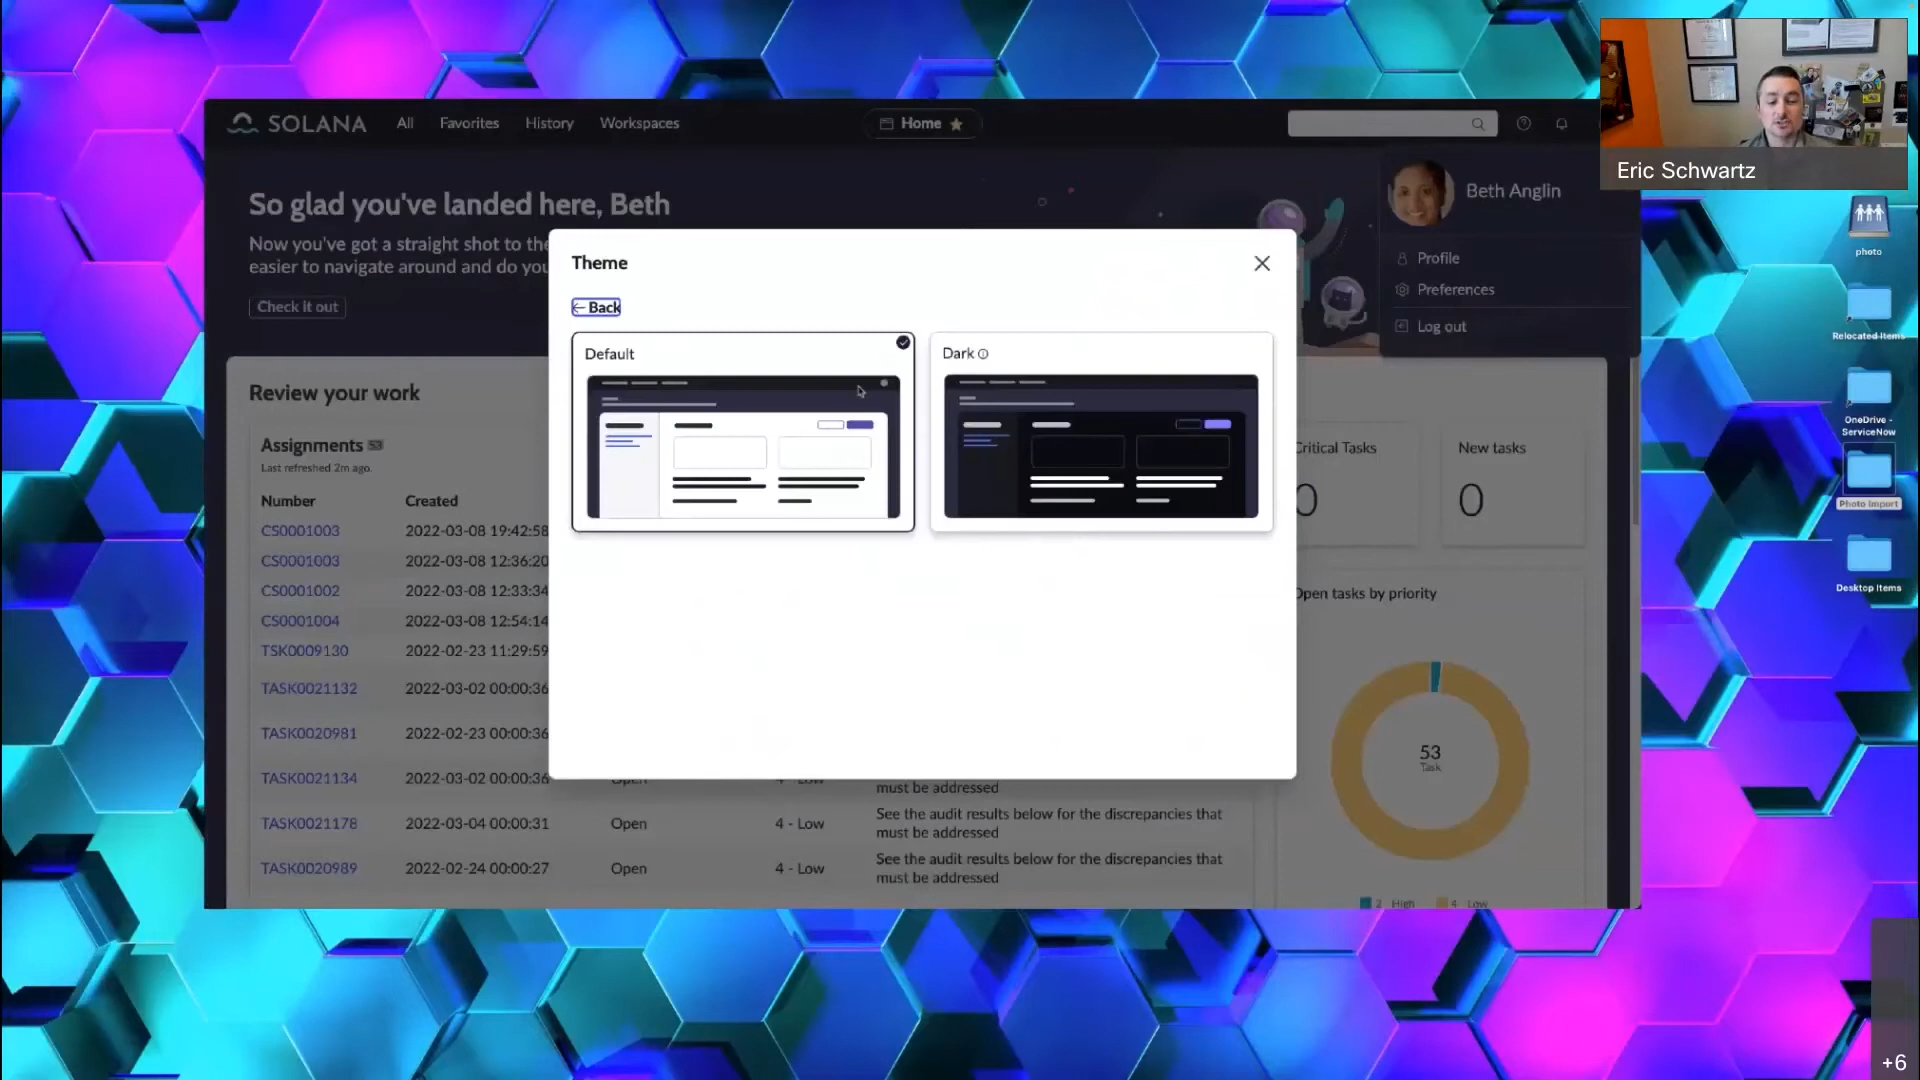 SOLANA
All
Favorites
History
Workspaces
Home
Eric Schwartz
So glad you've landed here, Beth
Now you've got a straight shot to the
easier to navigate around and do you
Check it out
Beth Anglin
Profile
Preferences
Log out
photo
Relocated Items
OneDrive -
ServiceNow
Photo Import
Desktop Items
Theme
← Back
Default
Dark
Review your work
Assignments 53
Last refreshed 2m ago.
Number Created
CS0001003 2022-03-08 19:42:58
CS0001003 2022-03-08 12:36:20
CS0001002 2022-03-08 12:33:34
CS0001004 2022-03-08 12:54:14
TSK0009130 2022-02-23 11:29:59
TASK0021132 2022-03-02 00:00:36
TASK0020981 2022-02-23 00:00:36
TASK0021134 2022-03-02 00:00:36 Open 4 - Low
must be addressed
TASK0021178 2022-03-04 00:00:31 Open 4 - Low See the audit results below for the discrepancies that
must be addressed
TASK0020989 2022-02-24 00:00:27 Open 4 - Low See the audit results below for the discrepancies that
must be addressed
Critical Tasks
0
New tasks
0
Open tasks by priority
53
Task
2 High 4 Low
+6